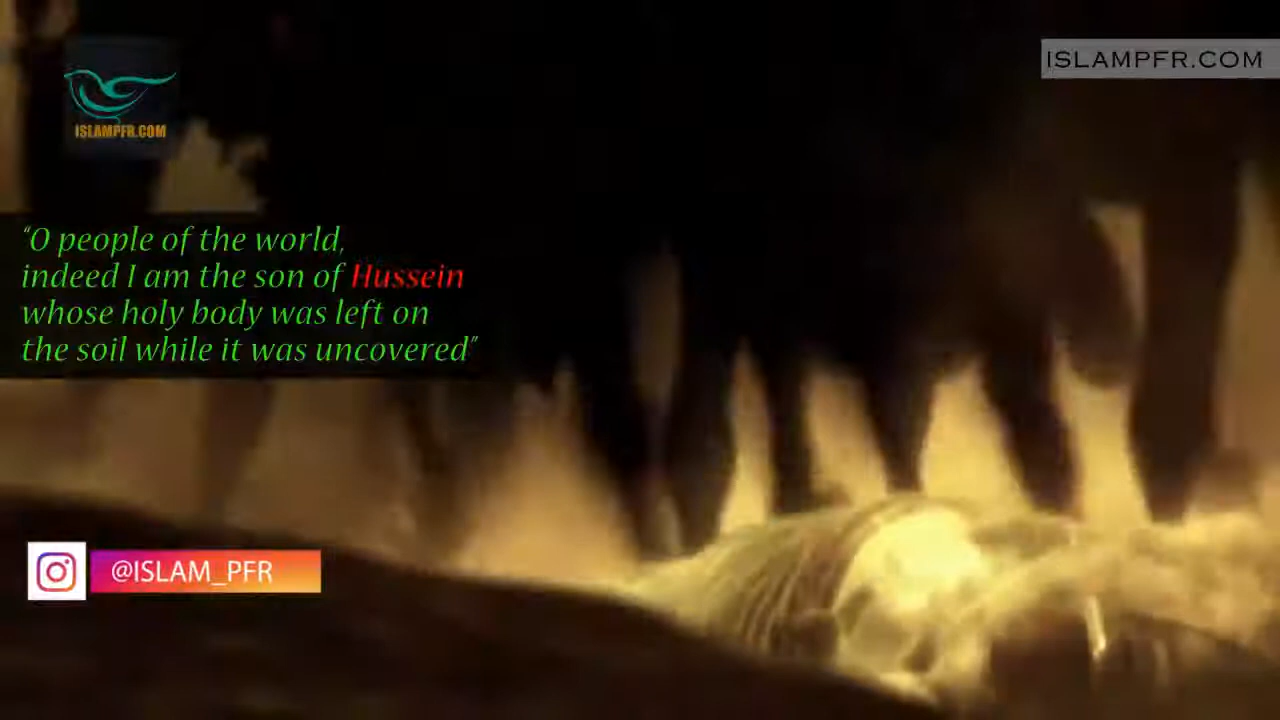 ISLAMPFR.COM
ISLAMPFR.COM
“O people of the world,
indeed I am the son of Hussein
whose holy body was left on
the soil while it was uncovered”
@ISLAM_PFR